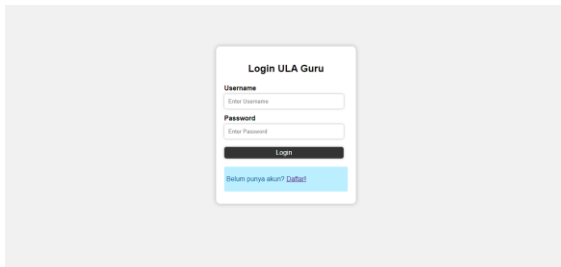 Login ULA Guru
Username
Enter Username
Password
Enter Password
Login
Belum punya akun? Daftar!